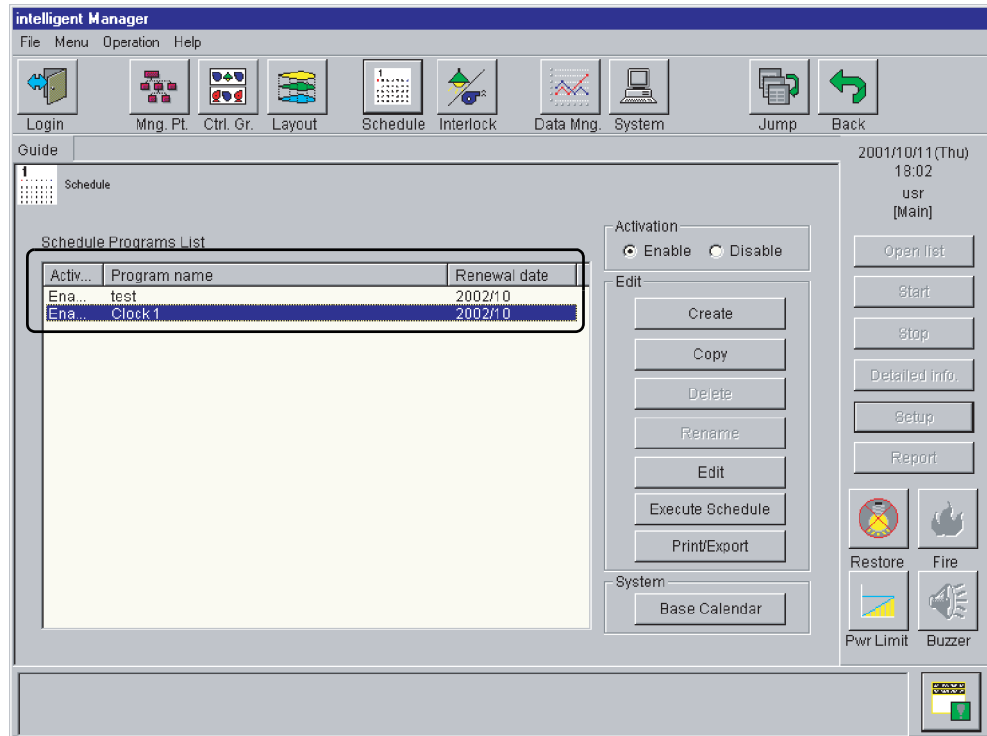 intelligent Manager
File Menu Operation Help
Login Mng. Pt. Ctrl. Gr. Layout Schedule Interlock Data Mng. System Jump Back
Guide
2001/10/11(Thu)
18:02
usr
[Main]
1
Schedule
Schedule Programs List
Activ... Program name Renewal date
Ena... test 2002/10
Ena... Clock1 2002/10
Activation
Enable Disable
Edit
Create
Copy
Delete
Rename
Edit
Execute Schedule
Print/Export
System
Base Calendar
Open list
Start
Stop
Detailed info.
Setup
Report
Restore Fire
Pwr Limit Buzzer